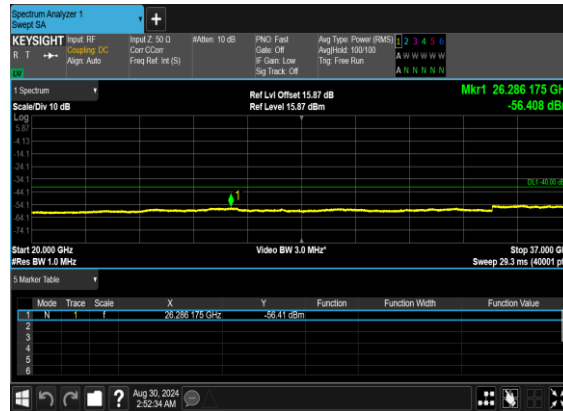 Spectrum Analyzer 1
Swept SA
KEYSIGHT Input: RF Input Z: 50 Ω #Atten: 10 dB PNO: Fast Avg Type: Power (RMS) 1 2 3 4 5 6
R T Coupling: DC Corr CCorr Gate: Off Avg|Hold: 100/100 A W W W W W
Align: Auto Freq Ref: Int (S) IF Gain: Low Trig: Free Run
Sig Track: Off A N N N N N
1 Spectrum Ref Lvl Offset 15.87 dB Mkr1 26.286 175 GH
Scale/Div 10 dB Ref Level 15.87 dBm -56.408 dB
Log
5.87
-4.13
-14.1
-24.1
-34.1
DL1 -40.00 d
-44.1
1
-54.1
-64.1
-74.1
Start 20.000 GHz Video BW 3.0 MHz* Stop 37.000 G
#Res BW 1.0 MHz Sweep 29.3 ms (40001 pt
5 Marker Table
Mode Trace Scale X Y Function Function Width Function Value
1 N 1 f 26.286 175 GHz -56.41 dBm
2
3
4
5
6
? Aug 30, 2024
2:52:34 AM